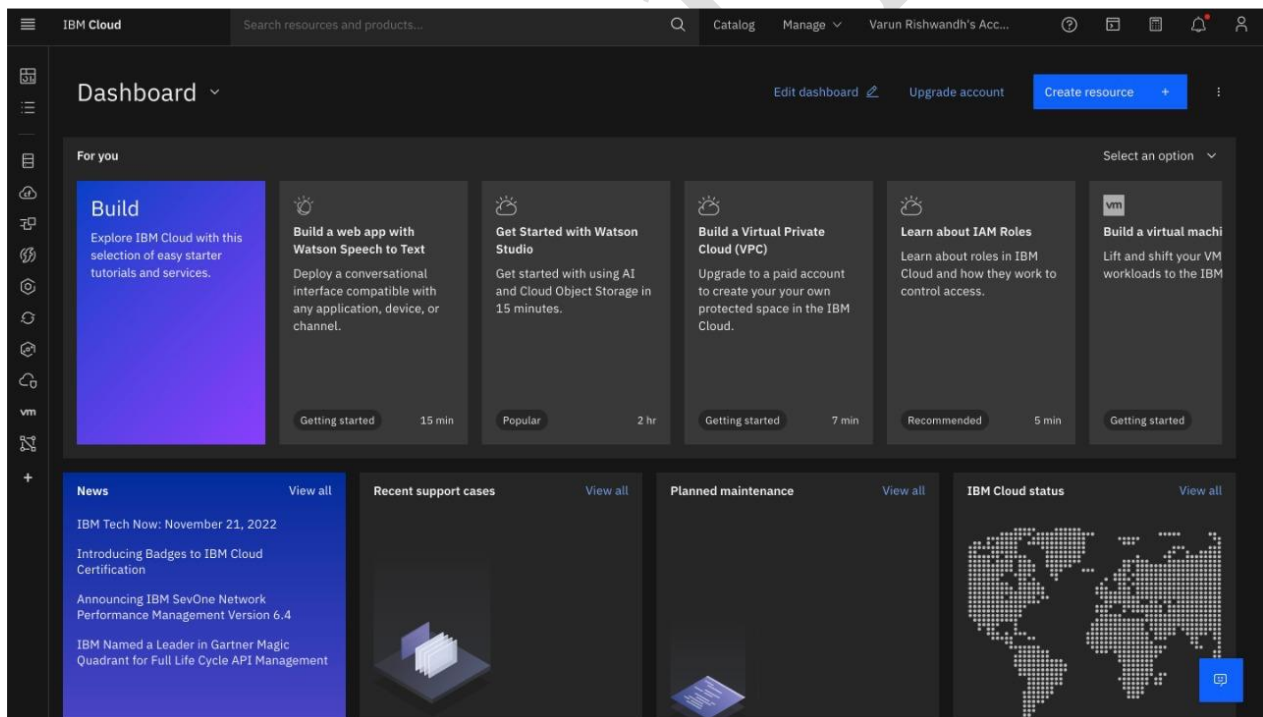 IBM Cloud
Search resources and products...
Catalog
Manage
Varun Rishwandh's Acc...
Dashboard
Edit dashboard
Upgrade account
Create resource +
For you
Select an option
Build
Explore IBM Cloud with this
selection of easy starter
tutorials and services.
Build a web app with
Watson Speech to Text
Deploy a conversational
interface compatible with
any application, device, or
channel.
Getting started
15 min
Get Started with Watson
Studio
Get started with using AI
and Cloud Object Storage in
15 minutes.
Popular
2 hr
Build a Virtual Private
Cloud (VPC)
Upgrade to a paid account
to create your your own
protected space in the IBM
Cloud.
Getting started
7 min
Learn about IAM Roles
Learn about roles in IBM
Cloud and how they work to
control access.
Recommended
5 min
vm
Build a virtual machi
Lift and shift your VM
workloads to the IBM
Getting started
vm
News
View all
IBM Tech Now: November 21, 2022
Introducing Badges to IBM Cloud
Certification
Announcing IBM SevOne Network
Performance Management Version 6.4
IBM Named a Leader in Gartner Magic
Quadrant for Full Life Cycle API Management
Recent support cases
View all
Planned maintenance
View all
IBM Cloud status
View all